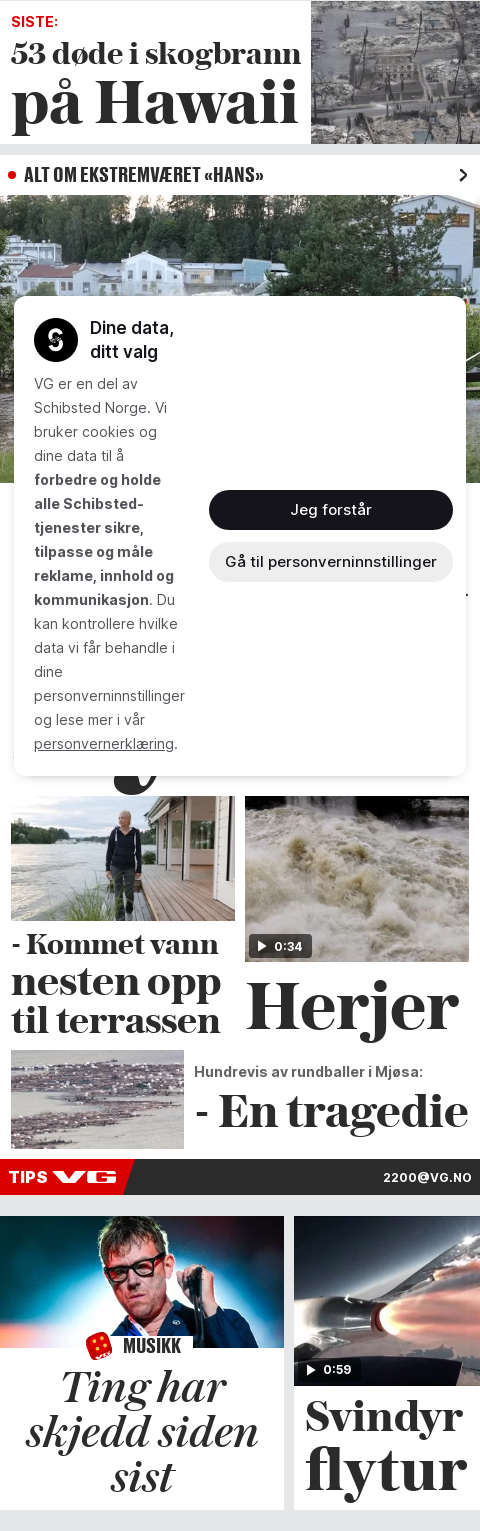 SISTE:
53 døde i skogbrann
på Hawaii
ALT OM EKSTREMVÆRET «HANS»
Dine data,
ditt valg
VG er en del av
Schibsted Norge. Vi
bruker cookies og
dine data til å
forbedre og holde
alle Schibsted-
tjenester sikre,
tilpasse og måle
reklame, innhold og
kommunikasjon. Du
kan kontrollere hvilke
data vi får behandle i
dine
personverninnstillinger
og lese mer i vår
personvernerklæring.
Jeg forstår
Gå til personverninnstillinger
0:34
- Kommet vann
nesten opp
til terrassen
Herjer
Hundrevis av rundballer i Mjøsa:
- En tragedie
TIPS VG
2200@VG.NO
VG
MUSIKK
Ting har
skjedd siden
sist
0:59
Svindyr
flytur